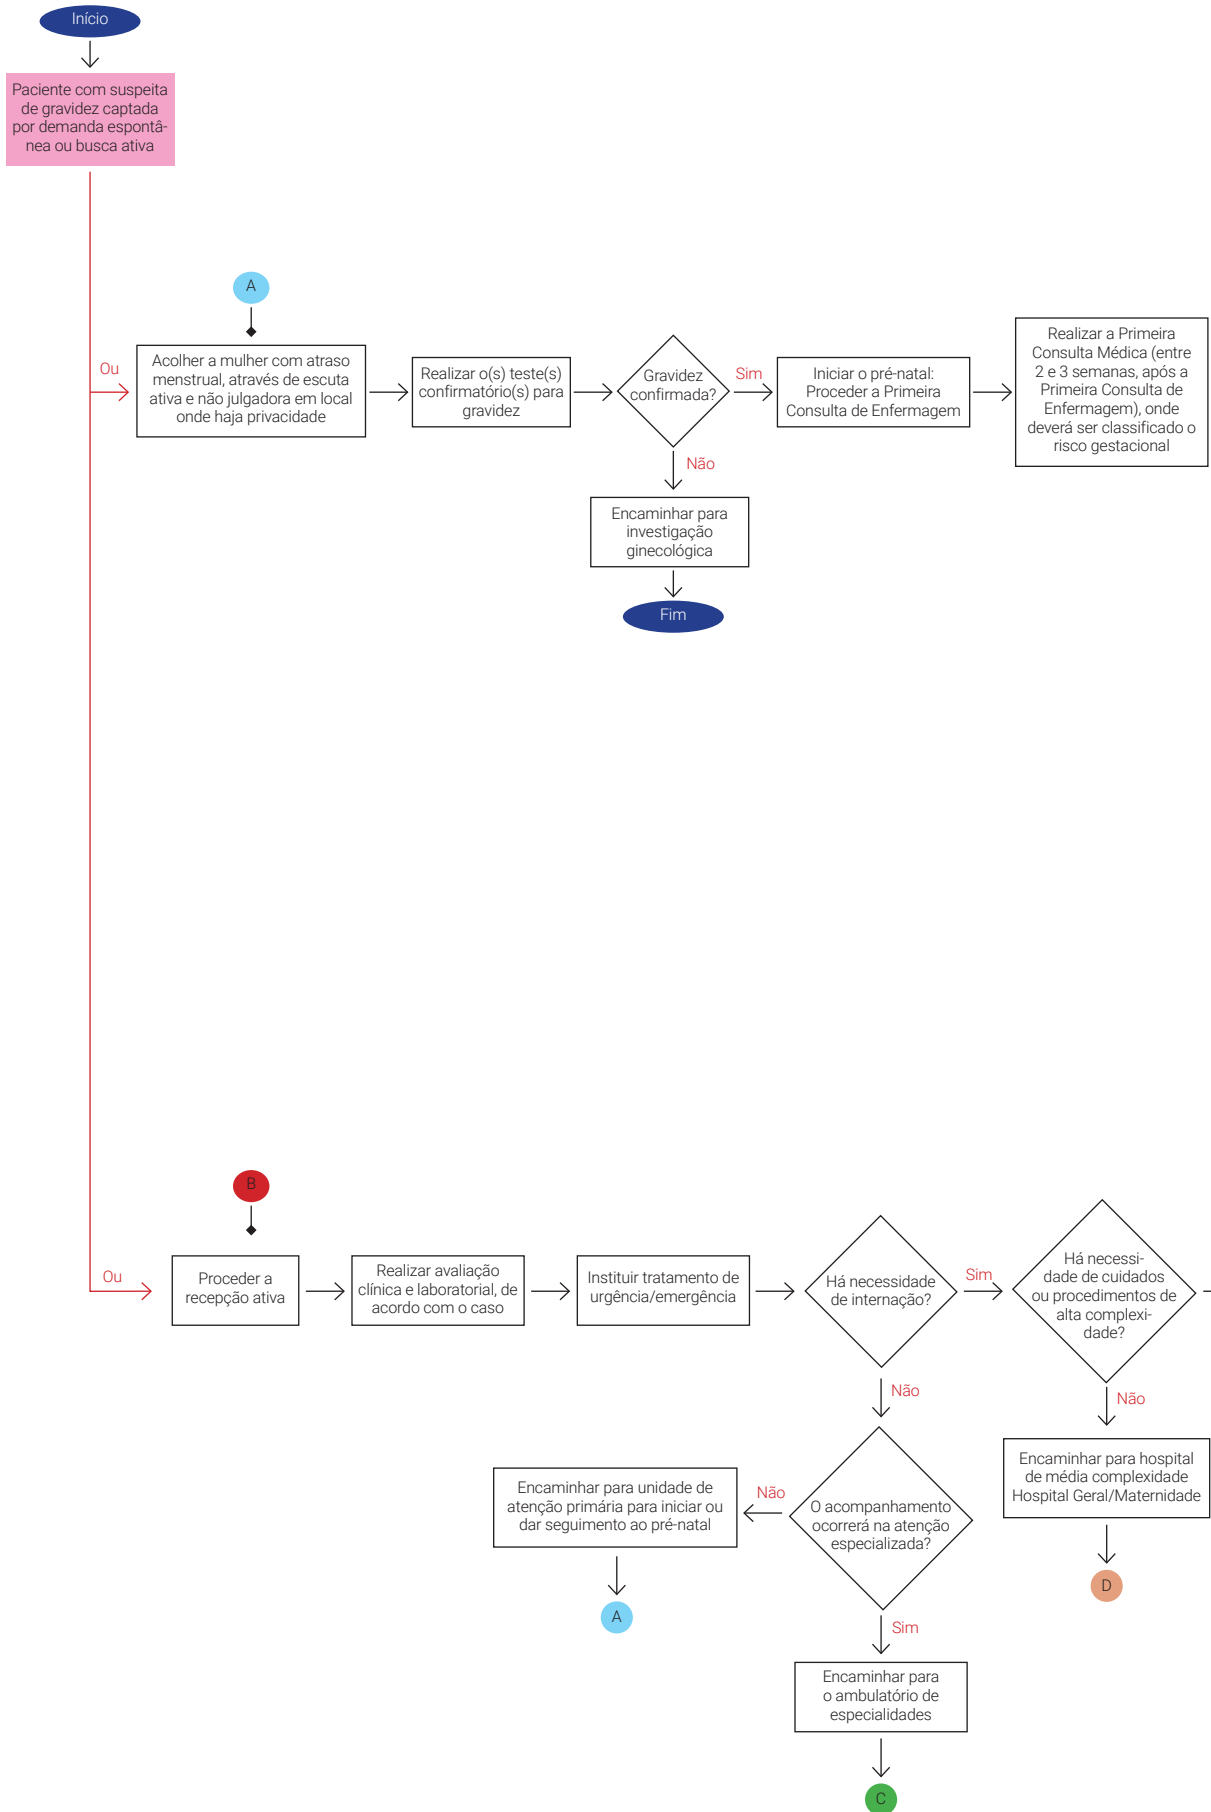 Início
Paciente com suspeita
de gravidez captada
por demanda espontâ-
nea ou busca ativa
A
Ou
Acolher a mulher com atraso
menstrual, através de escuta
ativa e não julgadora em local
onde haja privacidade
Realizar o(s) teste(s)
confirmatório(s) para
gravidez
Gravidez
confirmada?
Sim
Iniciar o pré-natal:
Proceder a Primeira
Consulta de Enfermagem
Realizar a Primeira
Consulta Médica (entre
2 e 3 semanas, após a
Primeira Consulta de
Enfermagem), onde
deverá ser classificado o
risco gestacional
Não
Encaminhar para
investigação
ginecológica
Fim
B
Ou
Proceder a
recepção ativa
Realizar avaliação
clínica e laboratorial, de
acordo com o caso
Instituir tratamento de
urgência/emergência
Há necessidade
de internação?
Sim
Há necessi-
dade de cuidados
ou procedimentos de
alta complexi-
dade?
Não
Não
Encaminhar para hospital
de média complexidade
Hospital Geral/Maternidade
D
O acompanhamento
ocorrerá na atenção
especializada?
Não
Encaminhar para unidade de
atenção primária para iniciar ou
dar seguimento ao pré-natal
A
Sim
Encaminhar para
o ambulatório de
especialidades
C